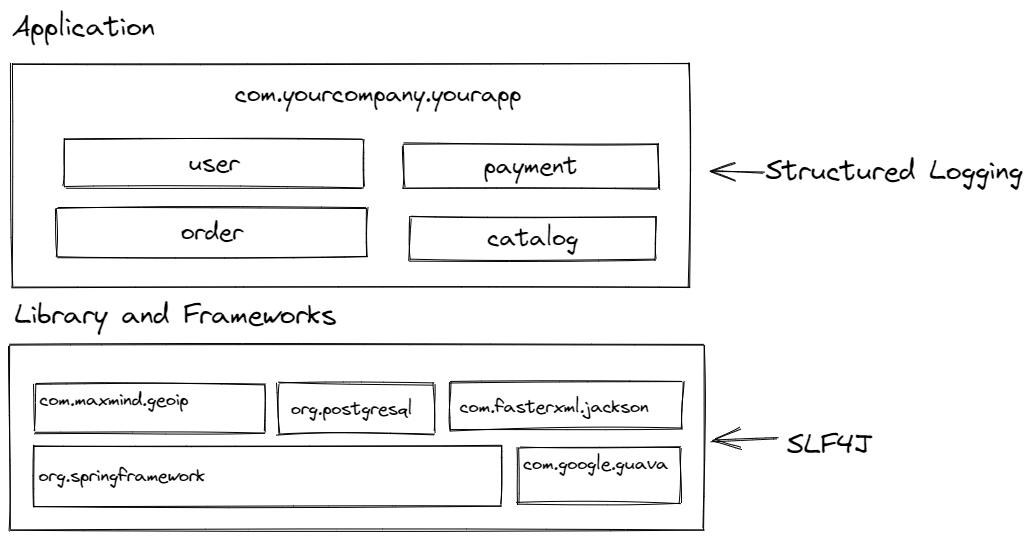 Application
com.yourcompany.yourapp
user
payment
Structured Logging
order
catalog
Library and Frameworks
com.maxmind.geoip
org.postgresql
com.fasterxml.jackson
SLF4J
org.springframework
com.google.guava